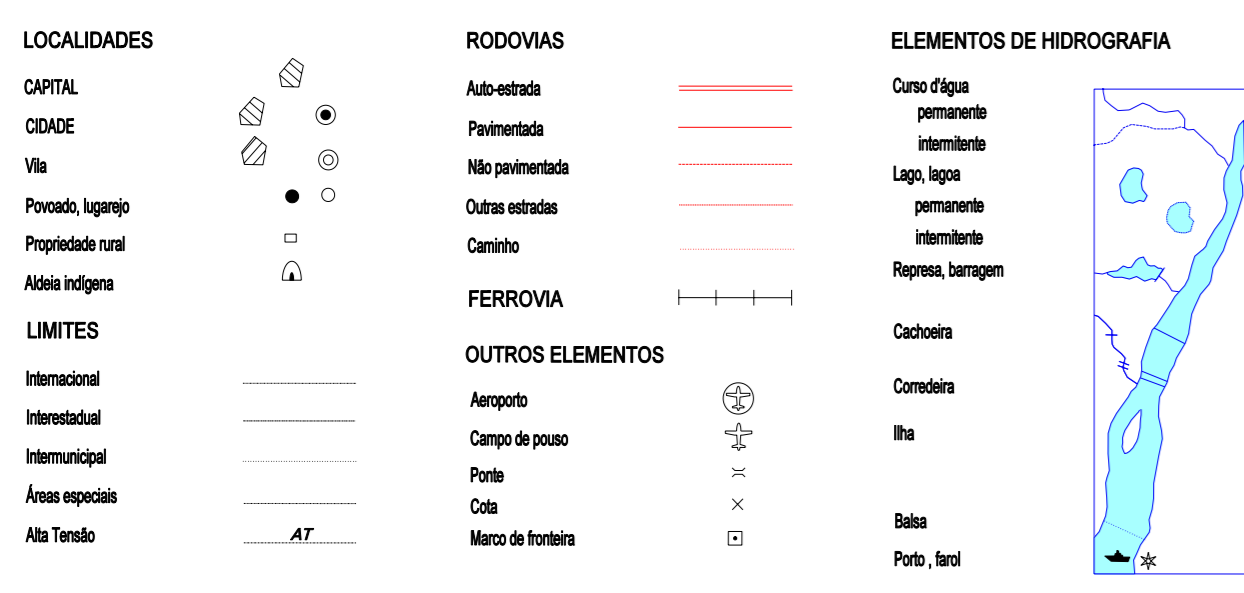 LOCALIDADES
CAPITAL
CIDADE
Vila
Povoado, lugarejo
Propriedade rural
Aldeia indígena
LIMITES
Internacional
Interestadual
Intermunicipal
Áreas especiais
Alta Tensão
AT
RODOVIAS
Auto-estrada
Pavimentada
Não pavimentada
Outras estradas
Caminho
FERROVIA
OUTROS ELEMENTOS
Aeroporto
Campo de pouso
Ponte
Cota
Marco de fronteira
ELEMENTOS DE HIDROGRAFIA
Curso d'água
permanente
intermitente
Lago, lagoa
permanente
intermitente
Represa, barragem
Cachoeira
Corredeira
Ilha
Balsa
Porto , farol